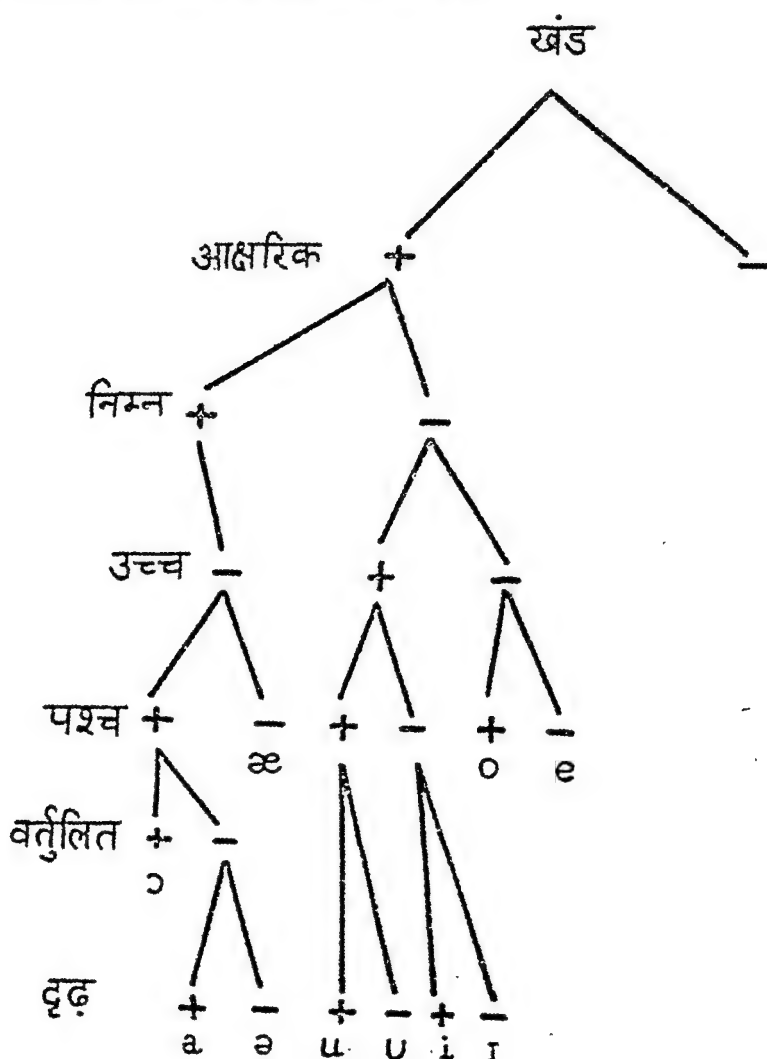 खंड
आक्षरिक + −
निम्न + −
उच्च − + −
पश्च + − + − + −
æ o e
वर्तुलित + −
ɔ
दृढ़ + − + − + −
a ə u ʊ i ɪ